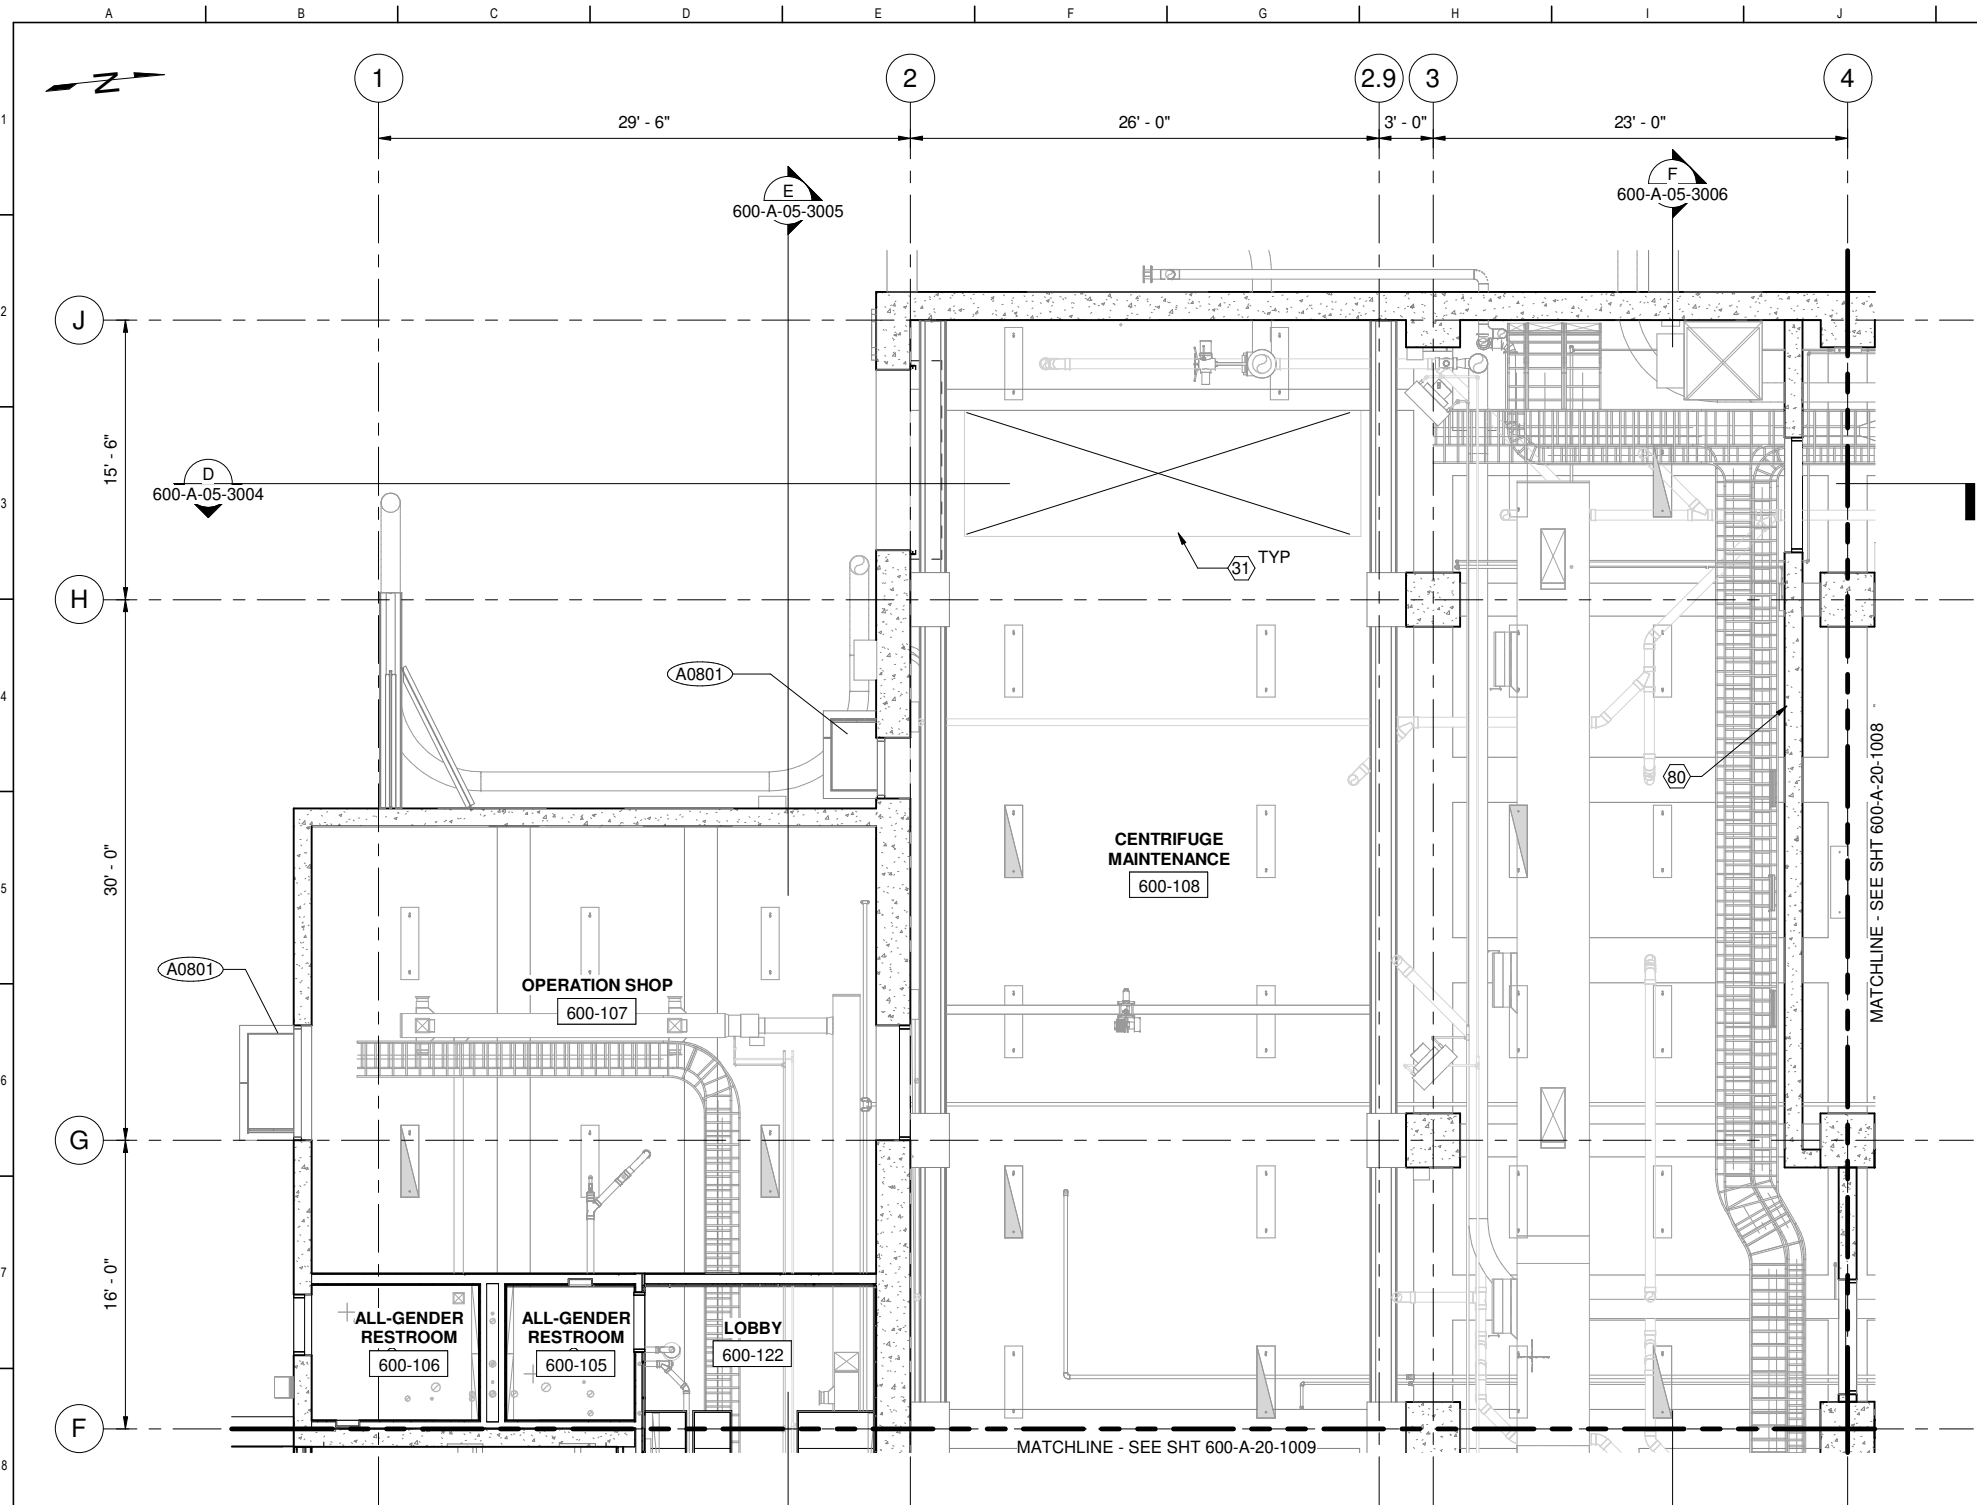 A B C D E F G H I J
1 2 2.9 3 4
N
1
29' - 6" 26' - 0" 3' - 0" 23' - 0"
E
600-A-05-3005
F
600-A-05-3006
2
J
15' - 6"
D
600-A-05-3004
3
31 TYP
H
A0801
4
80
MATCHLINE - SEE SHT 600-A-20-1008
CENTRIFUGE
MAINTENANCE
600-108
30' - 0"
5
A0801
OPERATION SHOP
600-107
6
G
16' - 0"
7
ALL-GENDER
RESTROOM
600-106
ALL-GENDER
RESTROOM
600-105
LOBBY
600-122
F
MATCHLINE - SEE SHT 600-A-20-1009
8